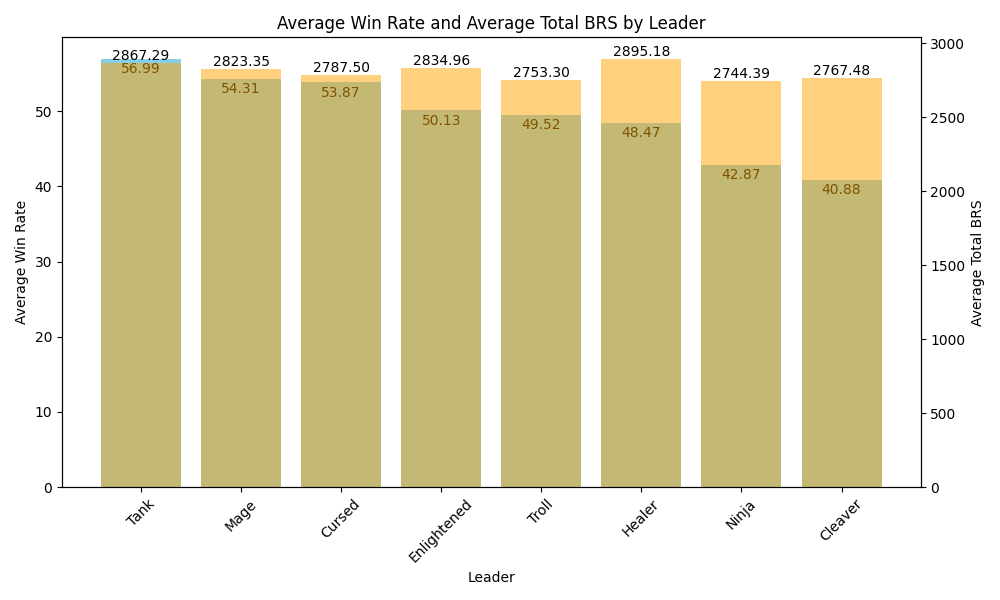 Average Win Rate and Average Total BRS by Leader
2867.29
2823.35
2787.50
2834.96
2753.30
2895.18
2744.39
2767.48
56.99
54.31
53.87
50.13
49.52
48.47
42.87
40.88
Average Win Rate
50
40
30
20
10
0
Average Total BRS
3000
2500
2000
1500
1000
500
0
Tank
Mage
Cursed
Enlightened
Troll
Healer
Ninja
Cleaver
Leader